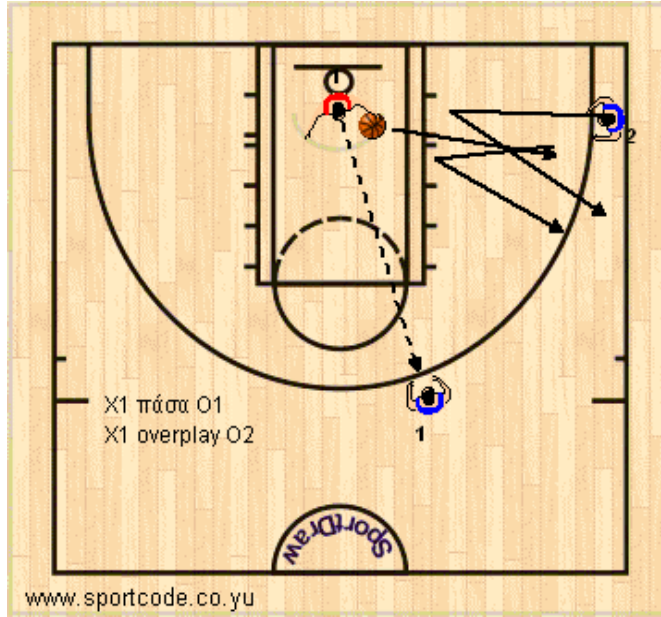 2
X1 πάσα O1
X1 overplay O2
1
SportDraw
www.sportcode.co.yu